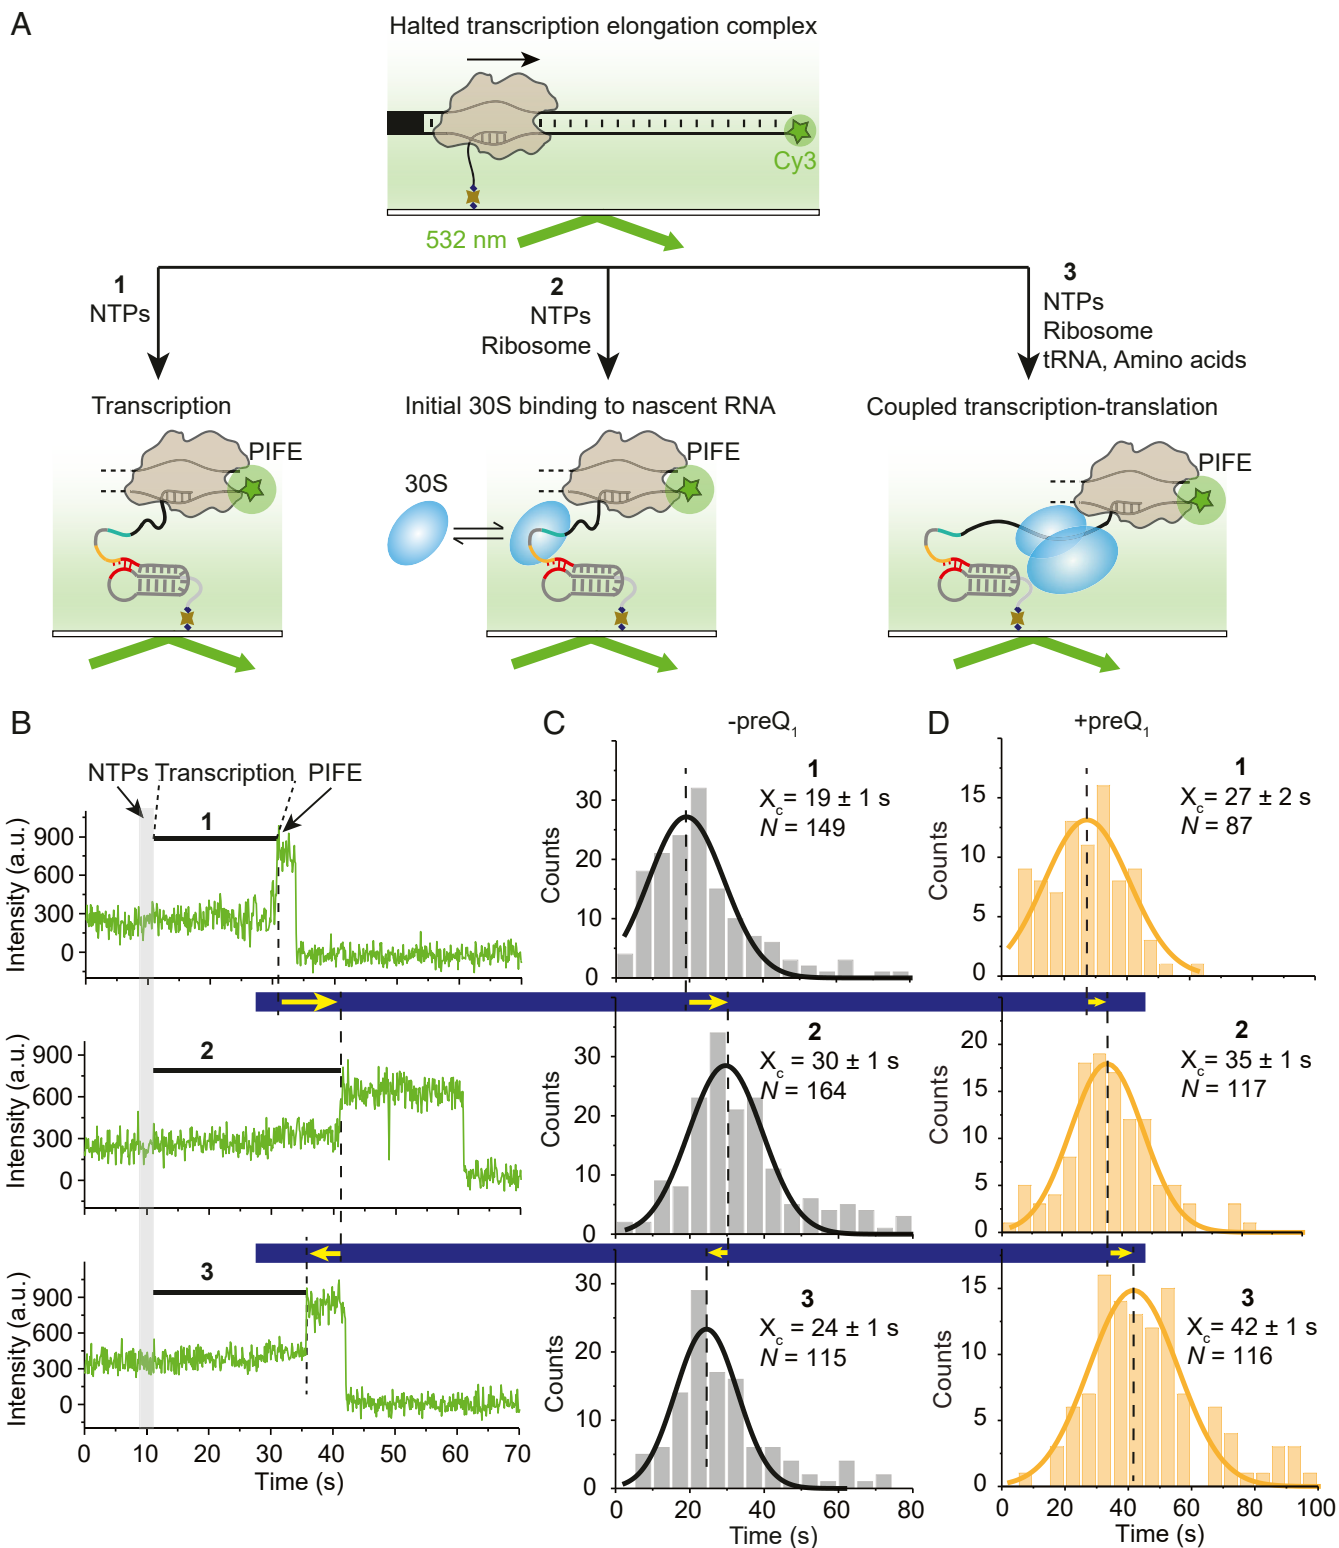 A
Halted transcription elongation complex
Cy3
532 nm
1
NTPs
2
NTPs
Ribosome
3
NTPs
Ribosome
tRNA, Amino acids
Transcription
Initial 30S binding to nascent RNA
Coupled transcription-translation
PIFE
30S
PIFE
PIFE
B
NTPs Transcription PIFE
1
Intensity (a.u.)
900
600
300
0
2
Intensity (a.u.)
900
600
300
0
3
Intensity (a.u.)
900
600
300
0
0 10 20 30 40 50 60 70
Time (s)
C
-preQ1
1
Xc= 19 ± 1 s
N = 149
Counts
30
20
10
0
2
Xc = 30 ± 1 s
N = 164
Counts
30
20
10
0
3
Xc = 24 ± 1 s
N = 115
Counts
30
20
10
0
0 20 40 60 80
Time (s)
D
+preQ1
1
Xc= 27 ± 2 s
N = 87
Counts
15
10
5
0
2
Xc = 35 ± 1 s
N = 117
Counts
20
15
10
5
0
3
Xc = 42 ± 1 s
N = 116
Counts
15
10
5
0
0 20 40 60 80 100
Time (s)